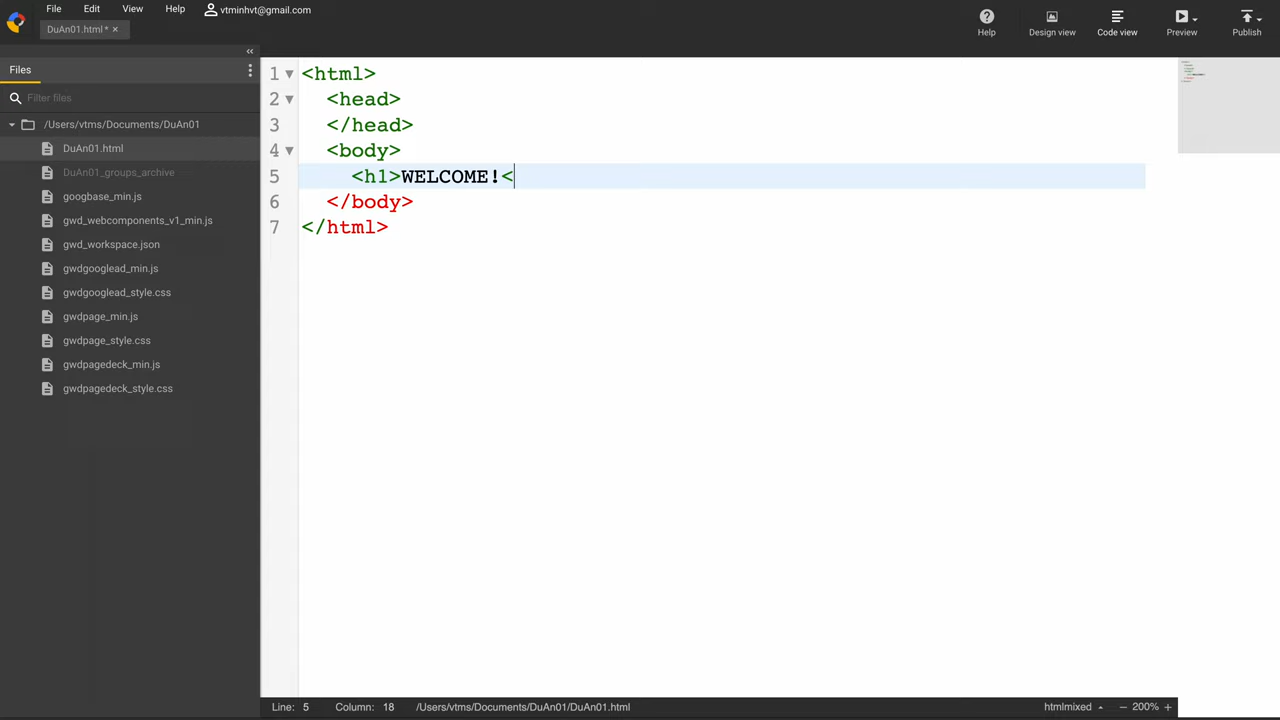 File Edit View Help vtminhvt@gmail.com
DuAn01.html * ×
Help Design view Code view Preview Publish
Files
Filter files
/Users/vtms/Documents/DuAn01
DuAn01.html
DuAn01_groups_archive
googbase_min.js
gwd_webcomponents_v1_min.js
gwd_workspace.json
gwdgooglead_min.js
gwdgooglead_style.css
gwdpage_min.js
gwdpage_style.css
gwdpagedeck_min.js
gwdpagedeck_style.css
1 <html>
2 <head>
3 </head>
4 <body>
5 <h1>WELCOME!<
6 </body>
7 </html>
Line: 5 Column: 18 /Users/vtms/Documents/DuAn01/DuAn01.html htmlmixed − 200% +